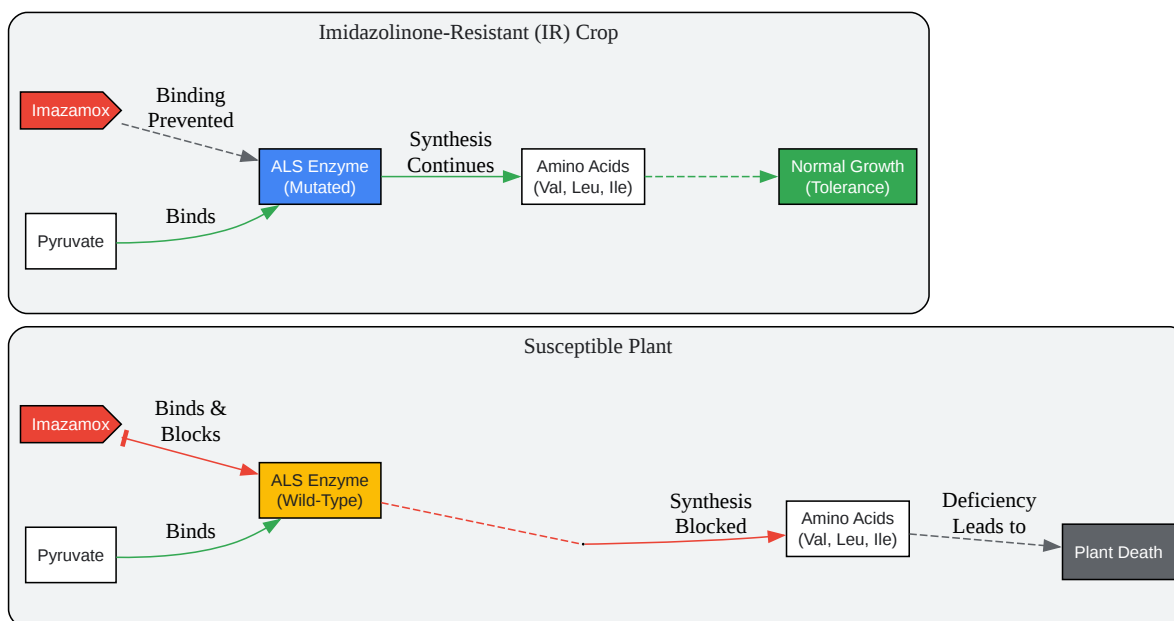 Imidazolinone-Resistant (IR) Crop
Imazamox
Binding
Prevented
ALS Enzyme
(Mutated)
Synthesis
Continues
Amino Acids
(Val, Leu, Ile)
Normal Growth
(Tolerance)
Pyruvate
Binds
Susceptible Plant
Imazamox
Binds &
Blocks
ALS Enzyme
(Wild-Type)
Pyruvate
Binds
Synthesis
Blocked
Amino Acids
(Val, Leu, Ile)
Deficiency
Leads to
Plant Death